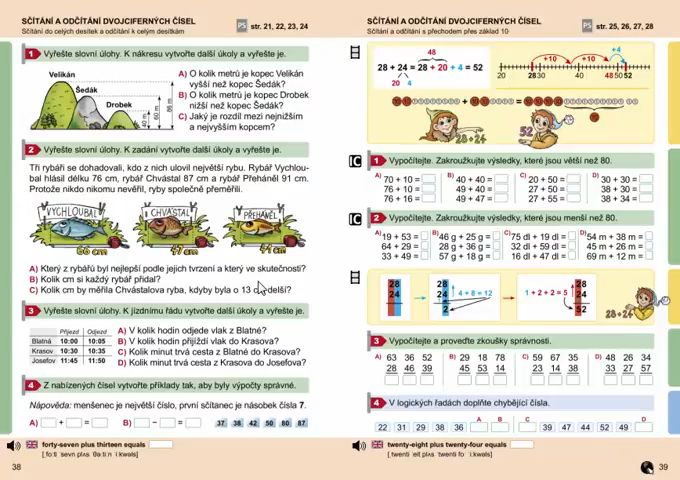 SČÍTÁNÍ A ODČÍTÁNÍ DVOJCIFERNÝCH ČÍSEL
Sčítání do celých desítek a odčítání k celým desítkám
PS str. 21, 22, 23, 24
1 Vyřešte slovní úlohy. K nákresu vytvořte další úkoly a vyřešte je.
Velikán
Šedák
Drobek
40 m
60 m
86 m
A) O kolik metrů je kopec Velikán
vyšší než kopec Šedák?
B) O kolik metrů je kopec Drobek
nižší než kopec Šedák?
C) Jaký je rozdíl mezi nejnižším
a nejvyšším kopcem?
2 Vyřešte slovní úlohy. K zadání vytvořte další úkoly a vyřešte je.
Tři rybáři se dohadovali, kdo z nich ulovil největší rybu. Rybář Vychlou-
bal hlásil délku 76 cm, rybář Chvástal 87 cm a rybář Přeháněl 91 cm.
Protože nikdo nikomu nevěřil, ryby společně přeměřili.
VYCHLOUBAL
CHVÁSTAL
PŘEHÁNĚL
66 cm
47 cm
41 cm
A) Který z rybářů byl nejlepší podle jejich tvrzení a který ve skutečnosti?
B) Kolik cm si každý rybář přidal?
C) Kolik cm by měřila Chvástalova ryba, kdyby byla o 13 delší?
3 Vyřešte slovní úlohy. K jízdnímu řádu vytvořte další úkoly a vyřešte je.
Příjezd Odjezd
Blatná 10:00 10:05
Krasov 10:30 10:35
Josefov 11:45 11:50
A) V kolik hodin odjede vlak z Blatné?
B) V kolik hodin přijíždí vlak do Krasova?
C) Kolik minut trvá cesta z Blatné do Krasova?
D) Kolik minut trvá cesta z Krasova do Josefova?
4 Z nabízených čísel vytvořte příklady tak, aby byly výpočty správné.
Nápověda: menšenec je největší číslo, první sčítanec je násobek čísla 7.
A) + = B) − = 37 38 42 50 80 87
forty-seven plus thirteen equals
38
SČÍTÁNÍ A ODČÍTÁNÍ DVOJCIFERNÝCH ČÍSEL
Sčítání a odčítání s přechodem přes základ 10
PS str. 25, 26, 27, 28
48
28 + 24 = 28 + 20 + 4 = 52
20 4
+10 +10 +4
20 28 30 38 40 48 50 52 60
+ =
28+24
52
1 Vypočítejte. Zakroužkujte výsledky, které jsou větší než 80.
A) 70 + 10 = B) 40 + 40 = C) 20 + 50 = D) 30 + 30 =
76 + 10 = 49 + 40 = 27 + 50 = 38 + 30 =
76 + 16 = 49 + 47 = 27 + 55 = 38 + 34 =
2 Vypočítejte. Zakroužkujte výsledky, které jsou menší než 80.
A) 19 + 53 = B) 46 g + 25 g = C) 75 dl + 19 dl = D) 54 m + 38 m =
64 + 29 = 28 g + 36 g = 32 dl + 59 dl = 45 m + 26 m =
33 + 49 = 57 g + 18 g = 16 dl + 47 dl = 69 m + 12 m =
28 28 28
24 4 + 8 = 12 24 1 + 2 + 2 = 5 24
2 52
28+24
3 Vypočítejte a proveďte zkoušky správnosti.
A) 63 36 52 B) 29 18 78 C) 59 67 35 D) 48 26 34
28 46 39 45 53 14 23 14 38 33 27 57
4 V logických řadách doplňte chybějící čísla.
A B C D
22 31 29 38 36 39 47 44 52 49
twenty-eight plus twenty-four equals
39